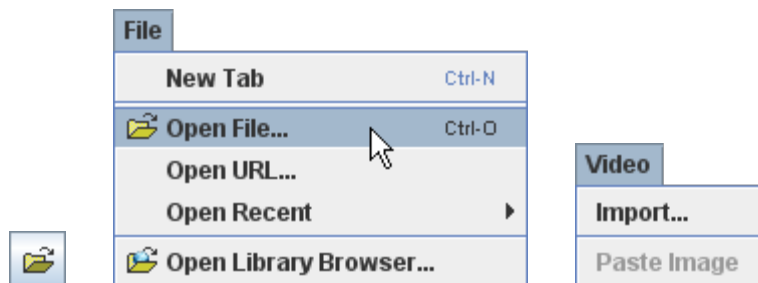 File
New Tab Ctrl-N
Open File... Ctrl-O
Open URL...
Open Recent
Open Library Browser...
Video
Import...
Paste Image